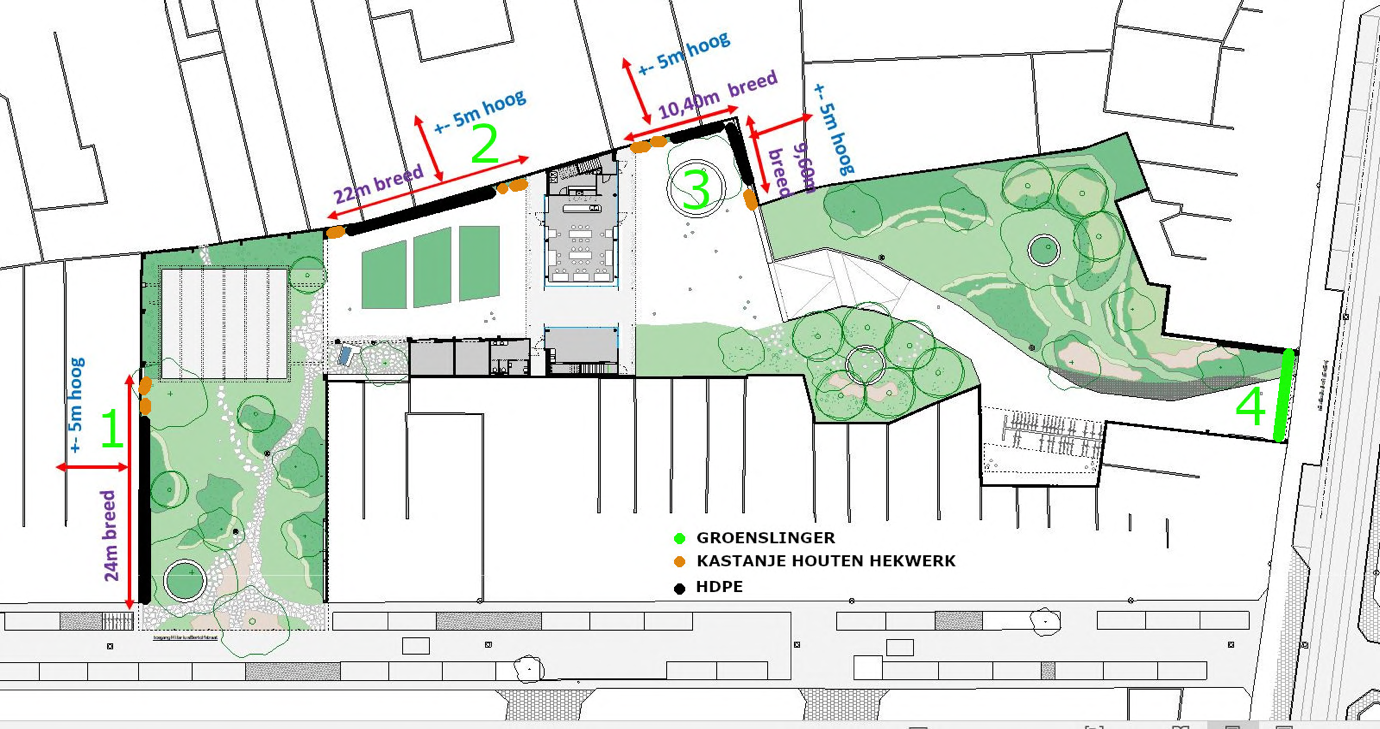 +- 5m hoog
10,40m breed
+- 5m hoog
9,60m
breed
+- 5m hoog
2
22m breed
3
+- 5m hoog
1
24m breed
4
GROENSLINGER
KASTANJE HOUTEN HEKWERK
HDPE